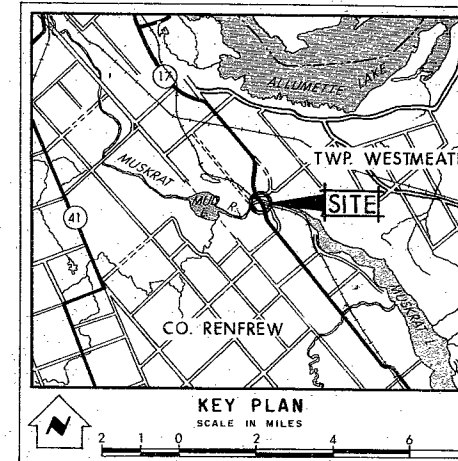 17
ALLUMETTE LAKE
TWP. WESTMEATH
MUSKRAT R.
MUD L.
SITE
41
MUSKRAT L.
CO. RENFREW
KEY PLAN
SCALE IN MILES
N
2 1 0 2 4 6